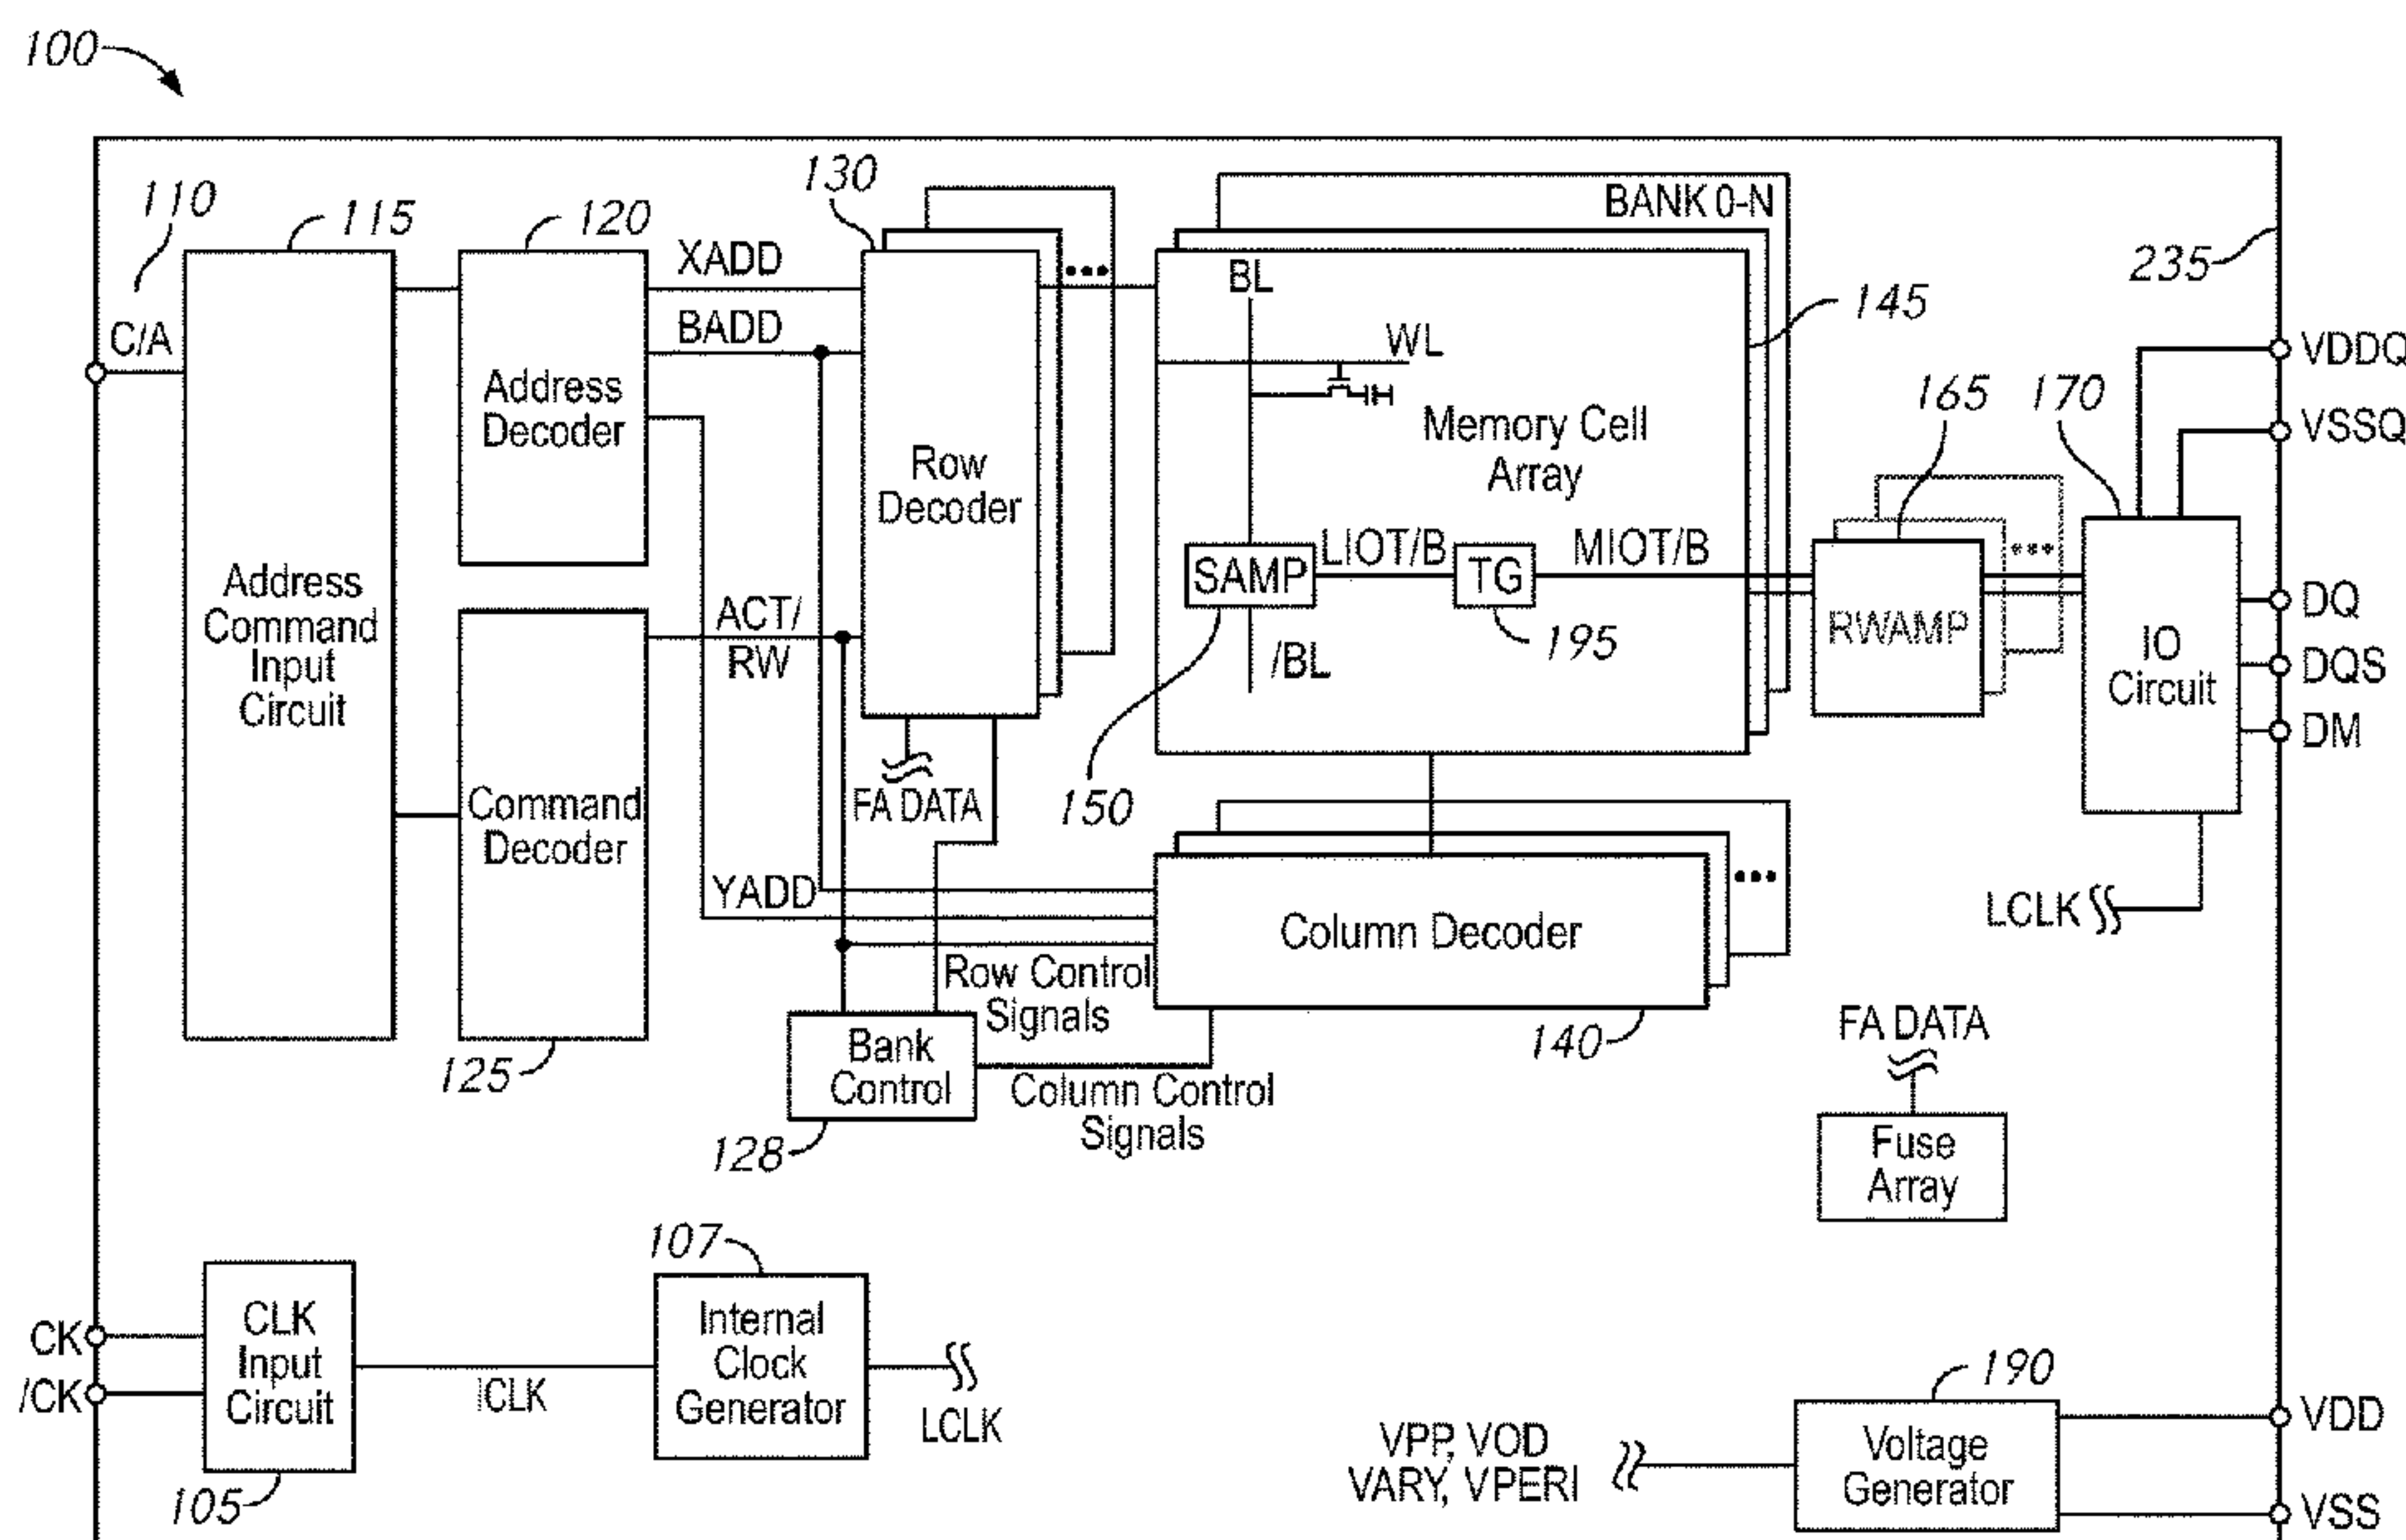 100
110
115
120
130
BANK 0-N
235
C/A
XADD
BADD
BL
WL
145
VDDQ
VSSQ
165
170
Address
Decoder
Row
Decoder
Memory Cell
Array
SAMP
LIOT/B
TG
MIOT/B
RWAMP
IO
Circuit
DQ
DQS
DM
Address
Command
Input
Circuit
ACT/
RW
/BL
195
150
FA DATA
Command
Decoder
125
YADD
Column Decoder
140
LCLK
Row Control
Signals
Bank
Control
128
Column Control
Signals
FA DATA
Fuse
Array
CK
/CK
CLK
Input
Circuit
105
ICLK
107
Internal
Clock
Generator
LCLK
VPP, VOD
VARY, VPERI
190
Voltage
Generator
VDD
VSS